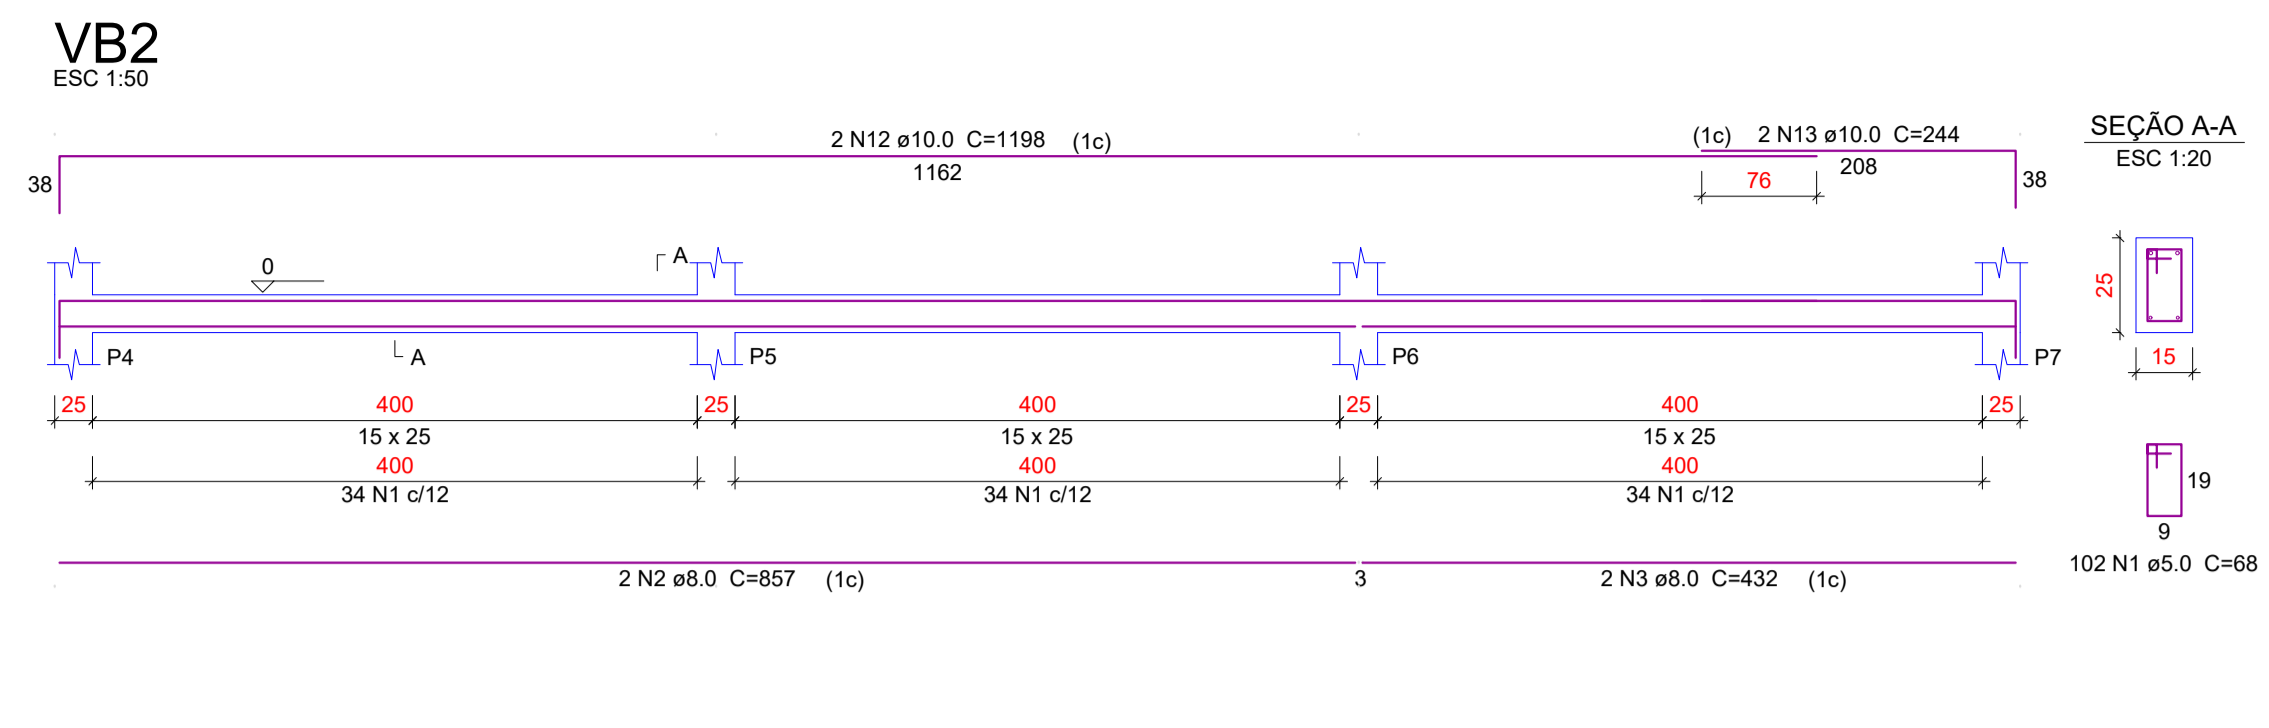 VB2
ESC 1:50
2 N12 ø10.0 C=1198 (1c)
1162
38
(1c) 2 N13 ø10.0 C=244
208
76
38
SEÇÃO A-A
ESC 1:20
0
A
A
P4
P5
P6
P7
25
15
25 400 25 400 25 400 25
15 x 25 15 x 25 15 x 25
400 400 400
34 N1 c/12 34 N1 c/12 34 N1 c/12
19
9
102 N1 ø5.0 C=68
2 N2 ø8.0 C=857 (1c)
3
2 N3 ø8.0 C=432 (1c)